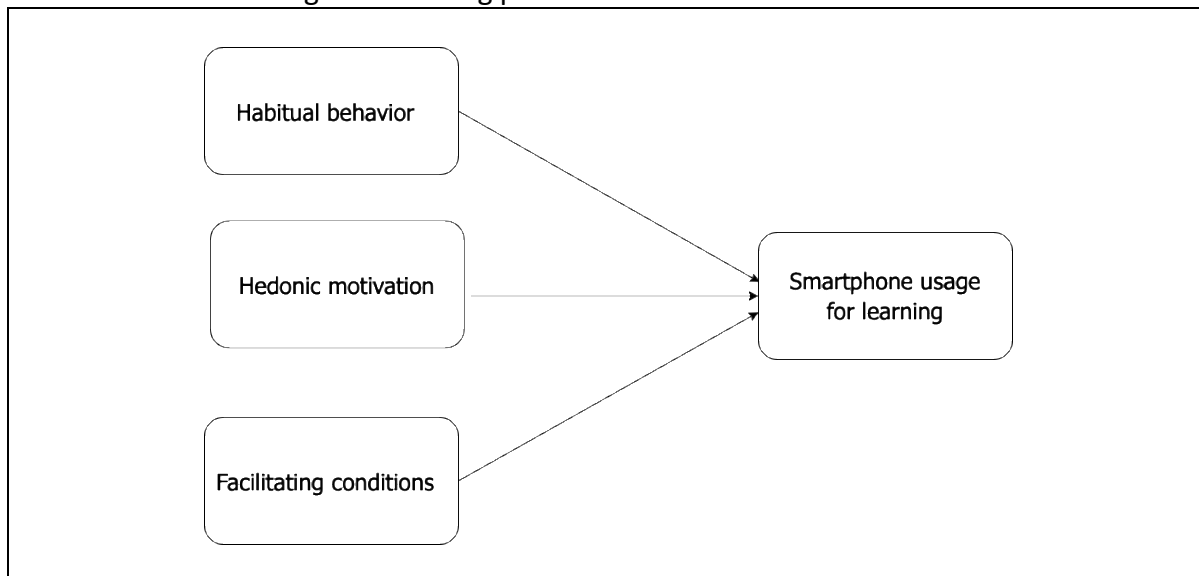 Habitual behavior
Hedonic motivation
Smartphone usage
for learning
Facilitating conditions